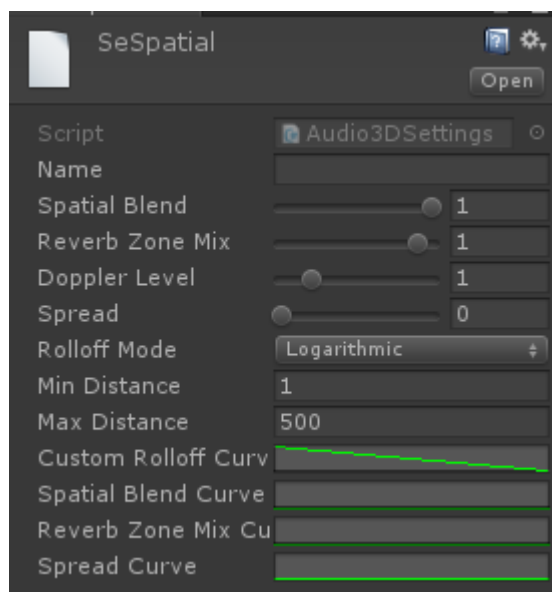 SeSpatial
Open
Script Audio3DSettings
Name
Spatial Blend 1
Reverb Zone Mix 1
Doppler Level 1
Spread 0
Rolloff Mode Logarithmic
Min Distance 1
Max Distance 500
Custom Rolloff Curv
Spatial Blend Curve
Reverb Zone Mix Cu
Spread Curve